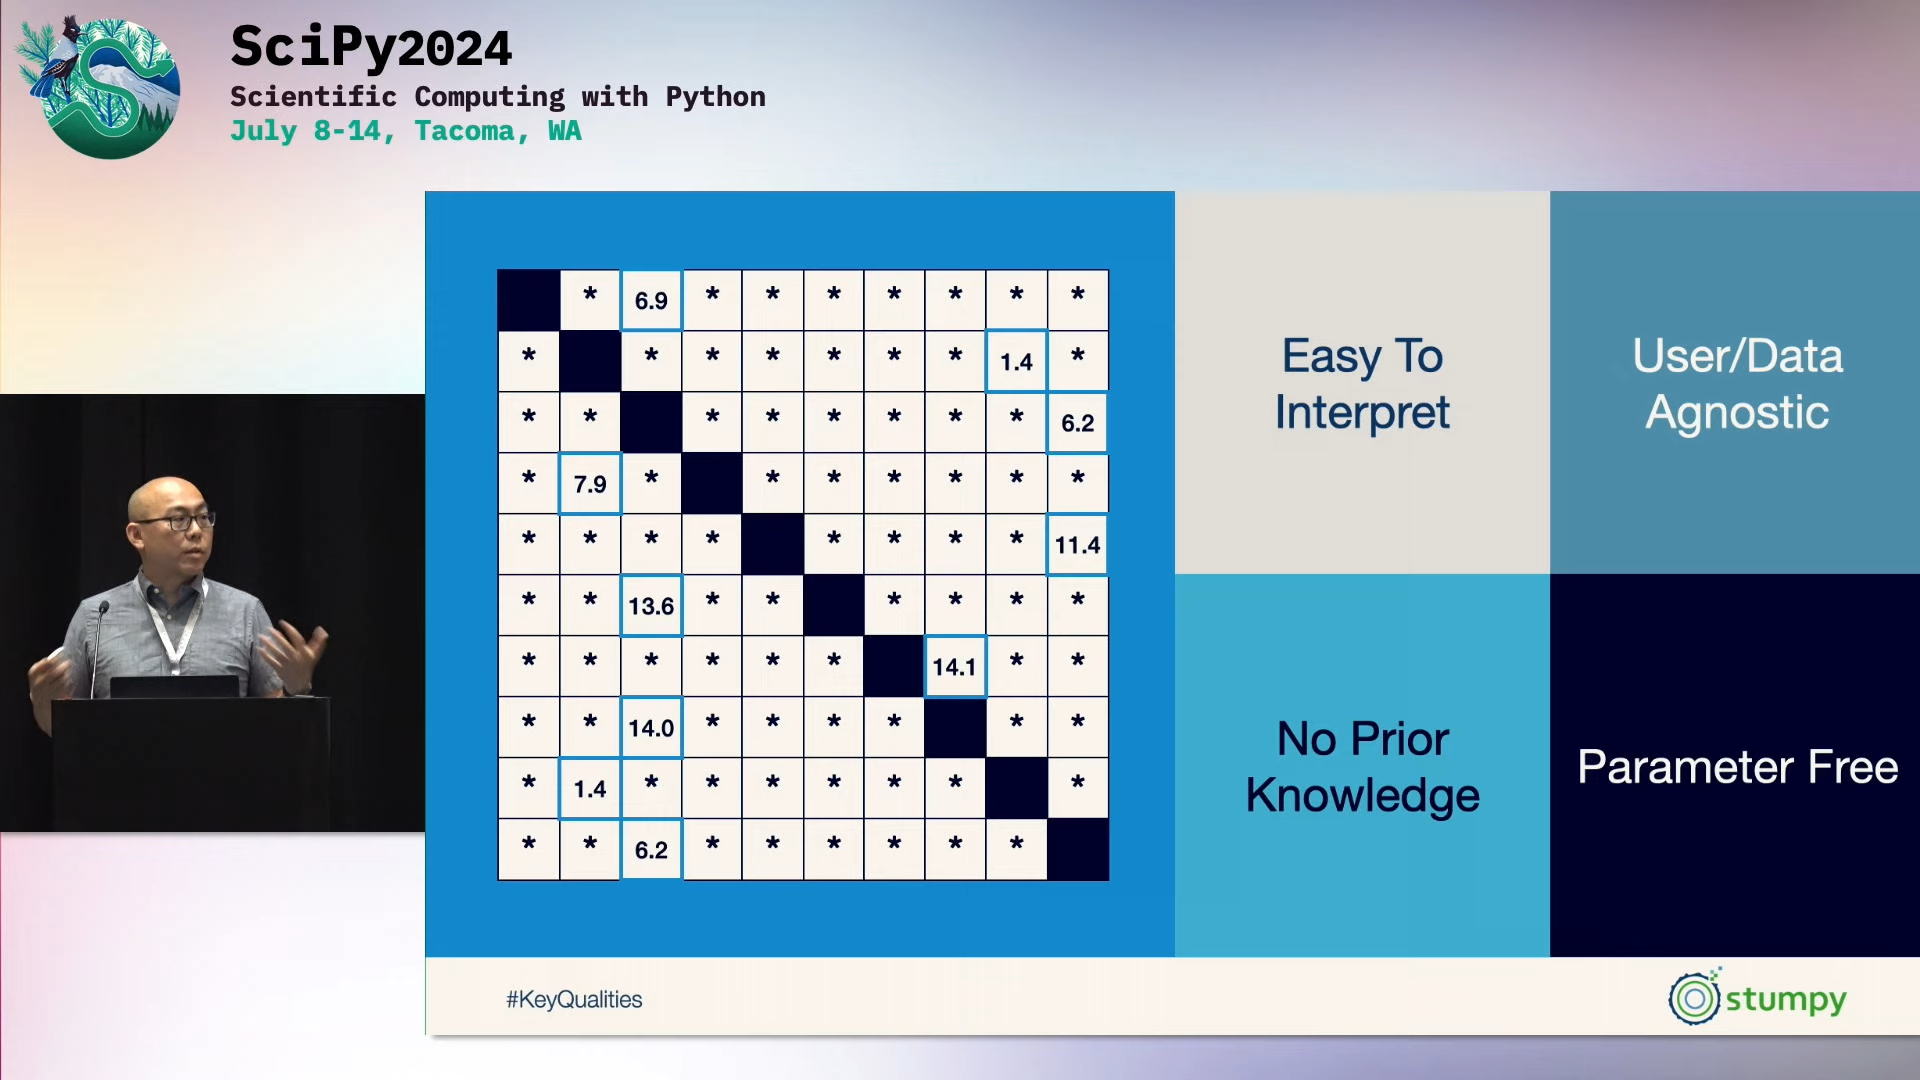 SciPy2024
Scientific Computing with Python
July 8-14, Tacoma, WA
* 6.9 * * * * * * *
* * * * * * * 1.4 *
* * * * * * * * 6.2
* 7.9 * * * * * * *
* * * * * * * * 11.4
* * 13.6 * * * * * *
* * * * * * 14.1 * *
* * 14.0 * * * * * *
* 1.4 * * * * * * *
* * 6.2 * * * * * *
Easy To
Interpret
User/Data
Agnostic
No Prior
Knowledge
Parameter Free
#KeyQualities
stumpy